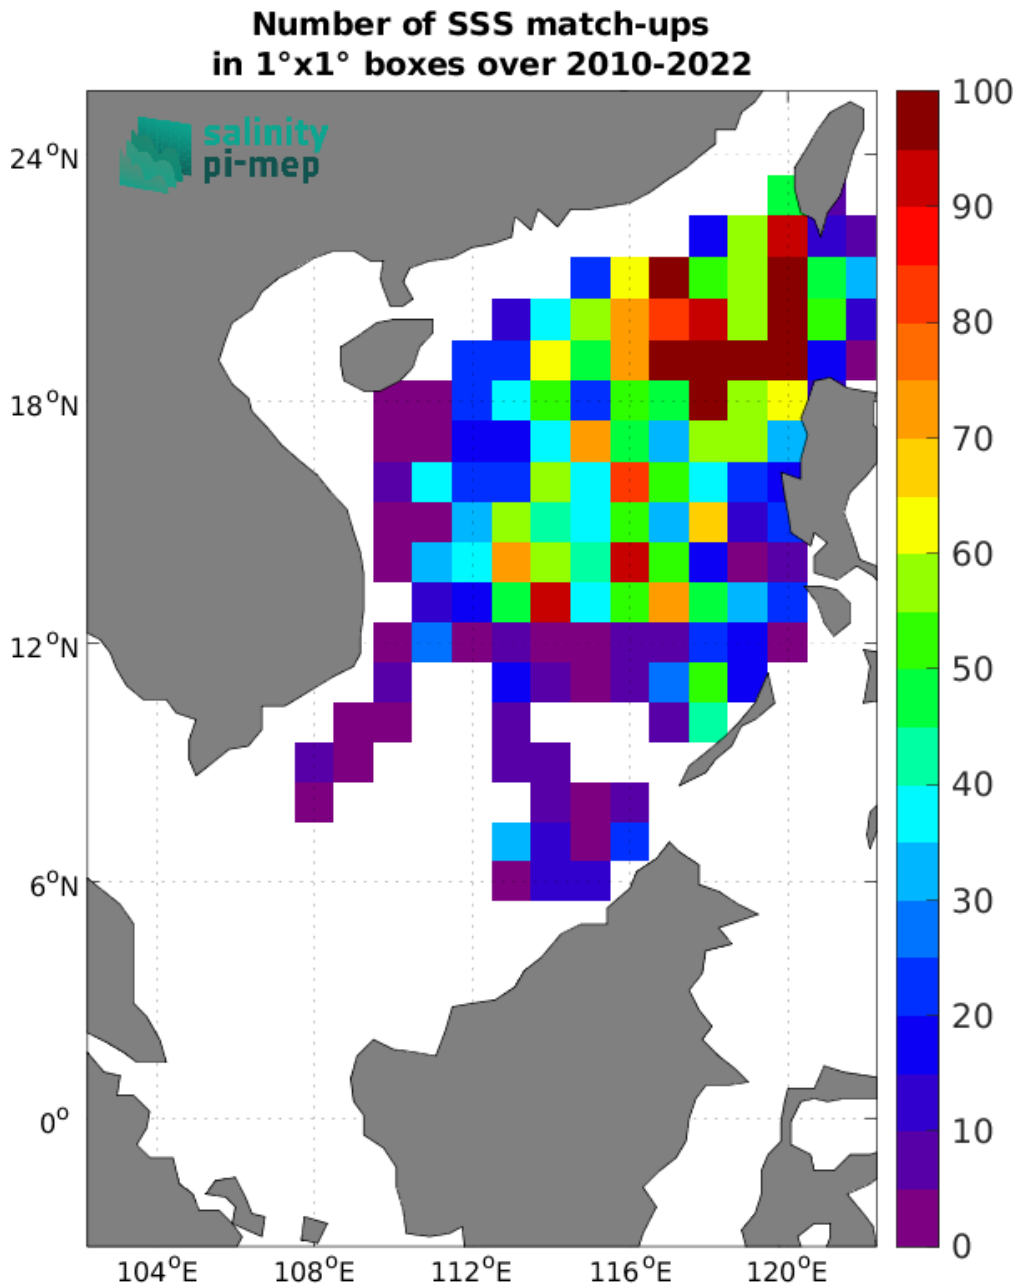 Number of SSS match-ups
in 1°x1° boxes over 2010-2022
salinity
pi-mep
24°N
18°N
12°N
6°N
0°
104°E 108°E 112°E 116°E 120°E
100
90
80
70
60
50
40
30
20
10
0